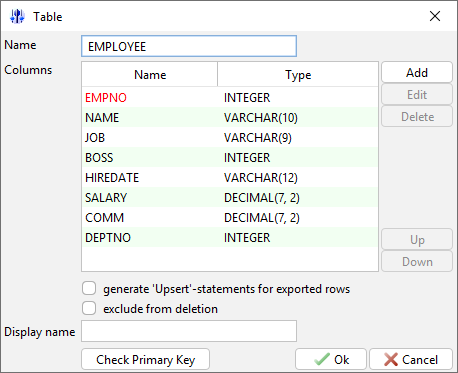 Table
Name EMPLOYEE
Columns Name Type Add
EMPNO INTEGER Edit
NAME VARCHAR(10) Delete
JOB VARCHAR(9)
BOSS INTEGER
HIREDATE VARCHAR(12)
SALARY DECIMAL(7, 2)
COMM DECIMAL(7, 2)
DEPTNO INTEGER Up
Down
generate 'Upsert'-statements for exported rows
exclude from deletion
Display name
Check Primary Key Ok Cancel